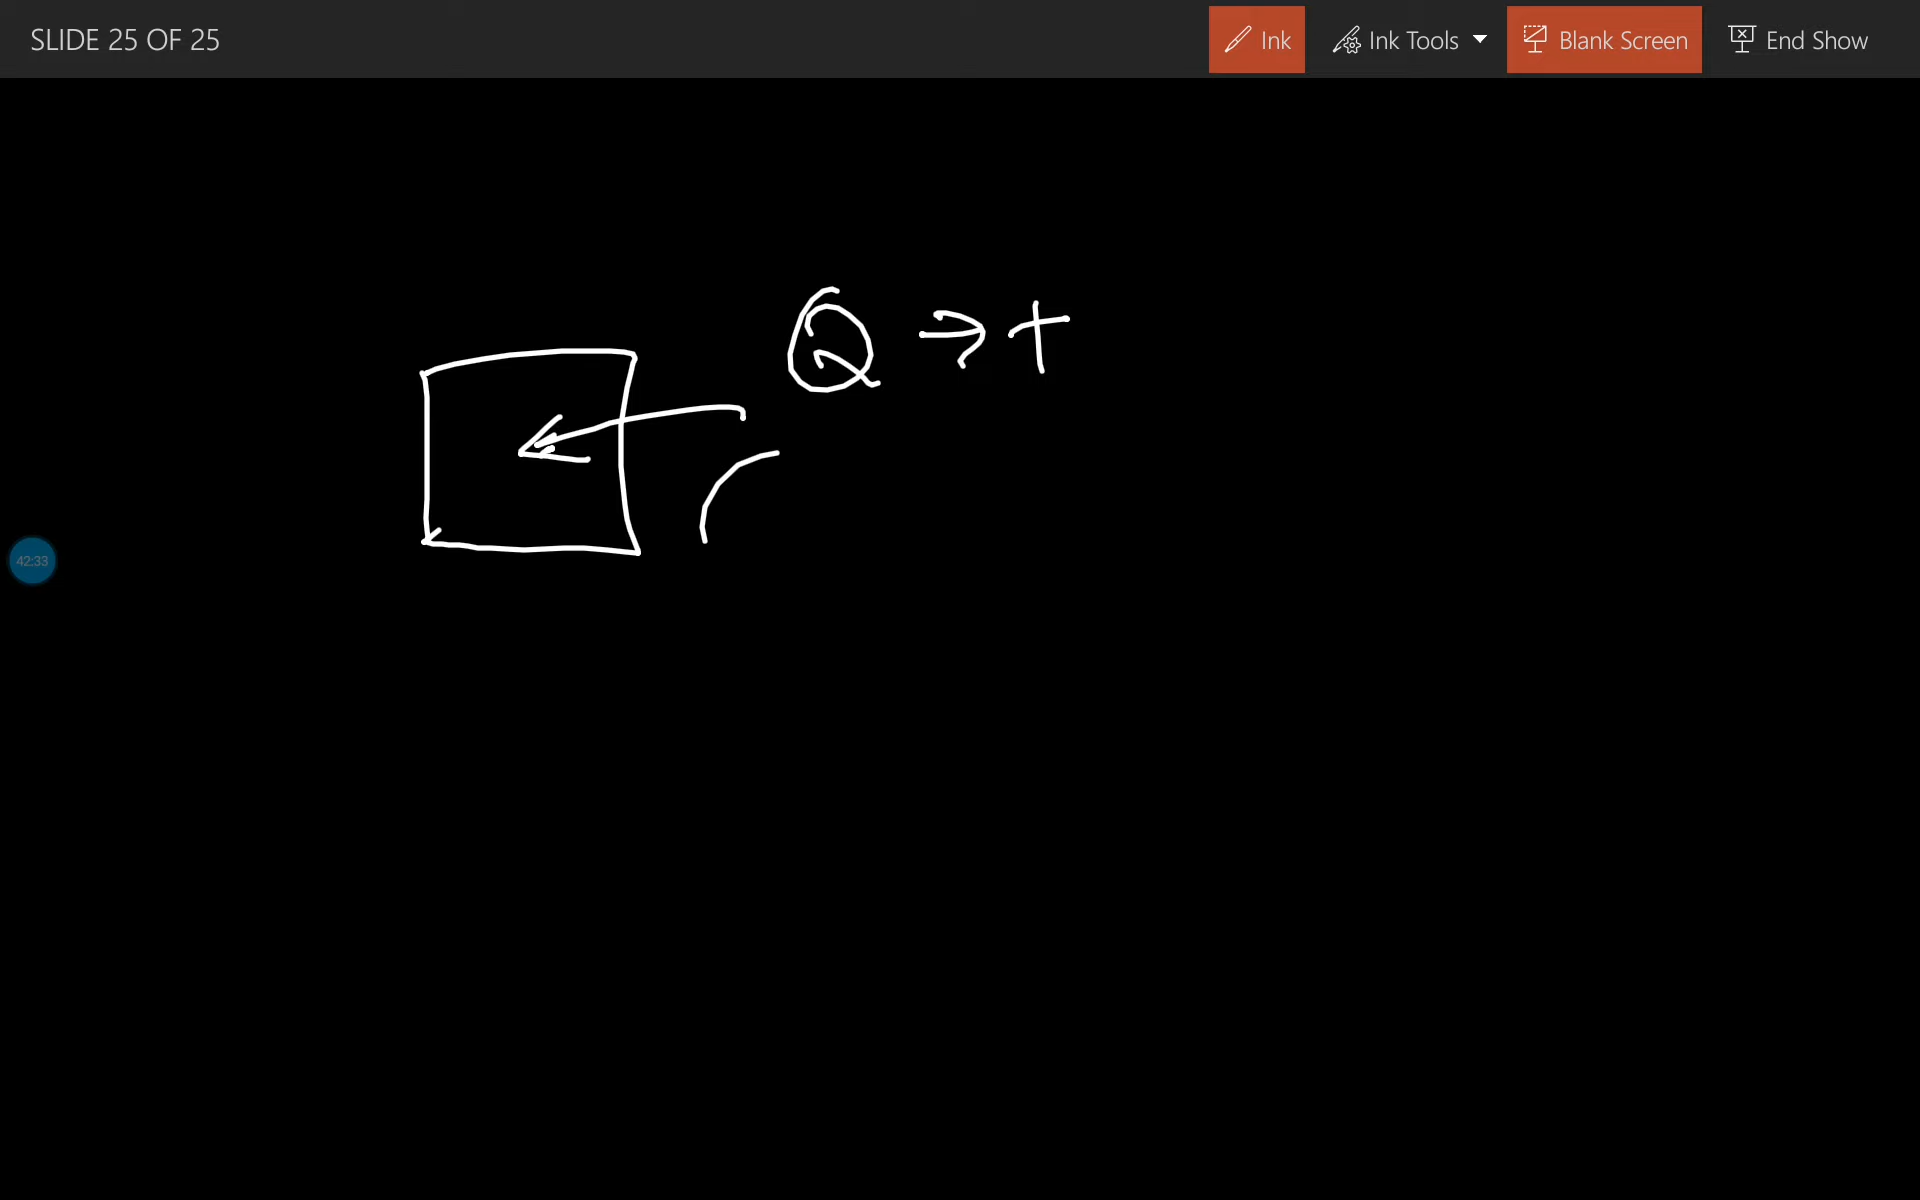 SLIDE 25 OF 25 Ink Ink Tools Blank Screen End Show
Q → +
42:33